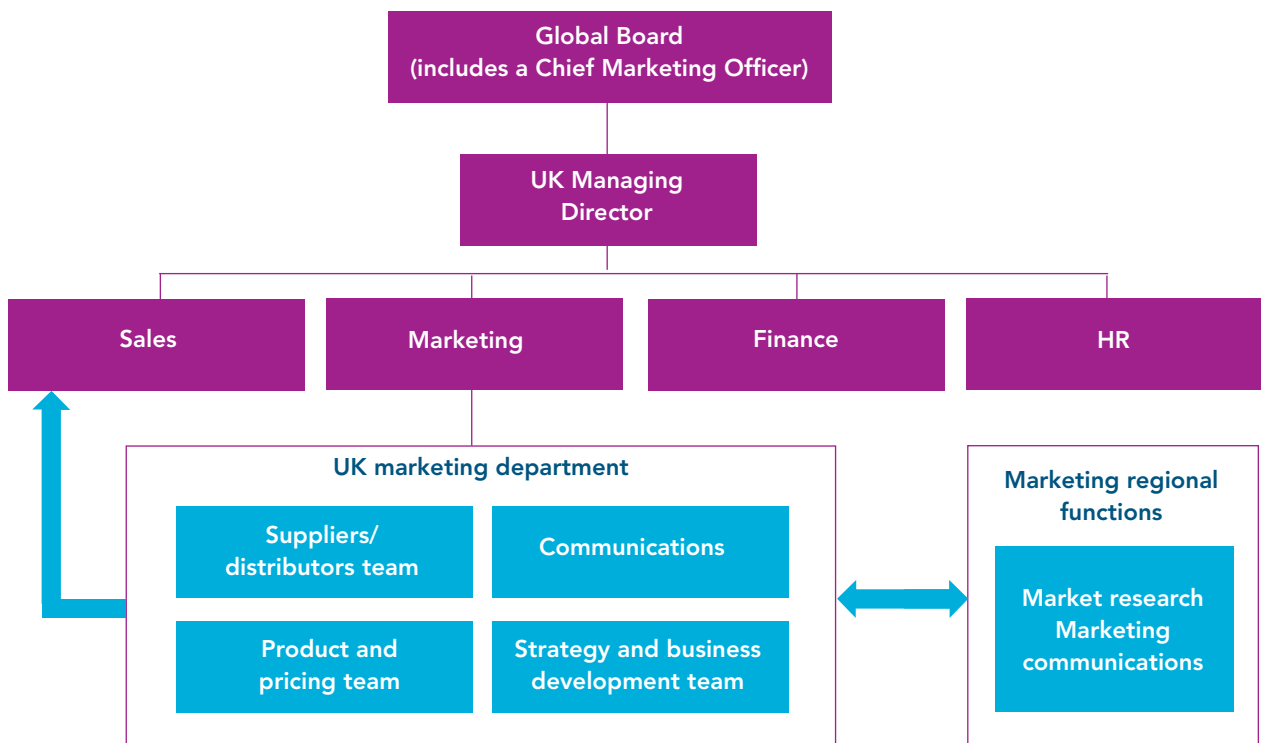 Global Board
(includes a Chief Marketing Officer)
UK Managing
Director
Sales
Marketing
Finance
HR
UK marketing department
Suppliers/
distributors team
Communications
Product and
pricing team
Strategy and business
development team
Marketing regional
functions
Market research
Marketing
communications